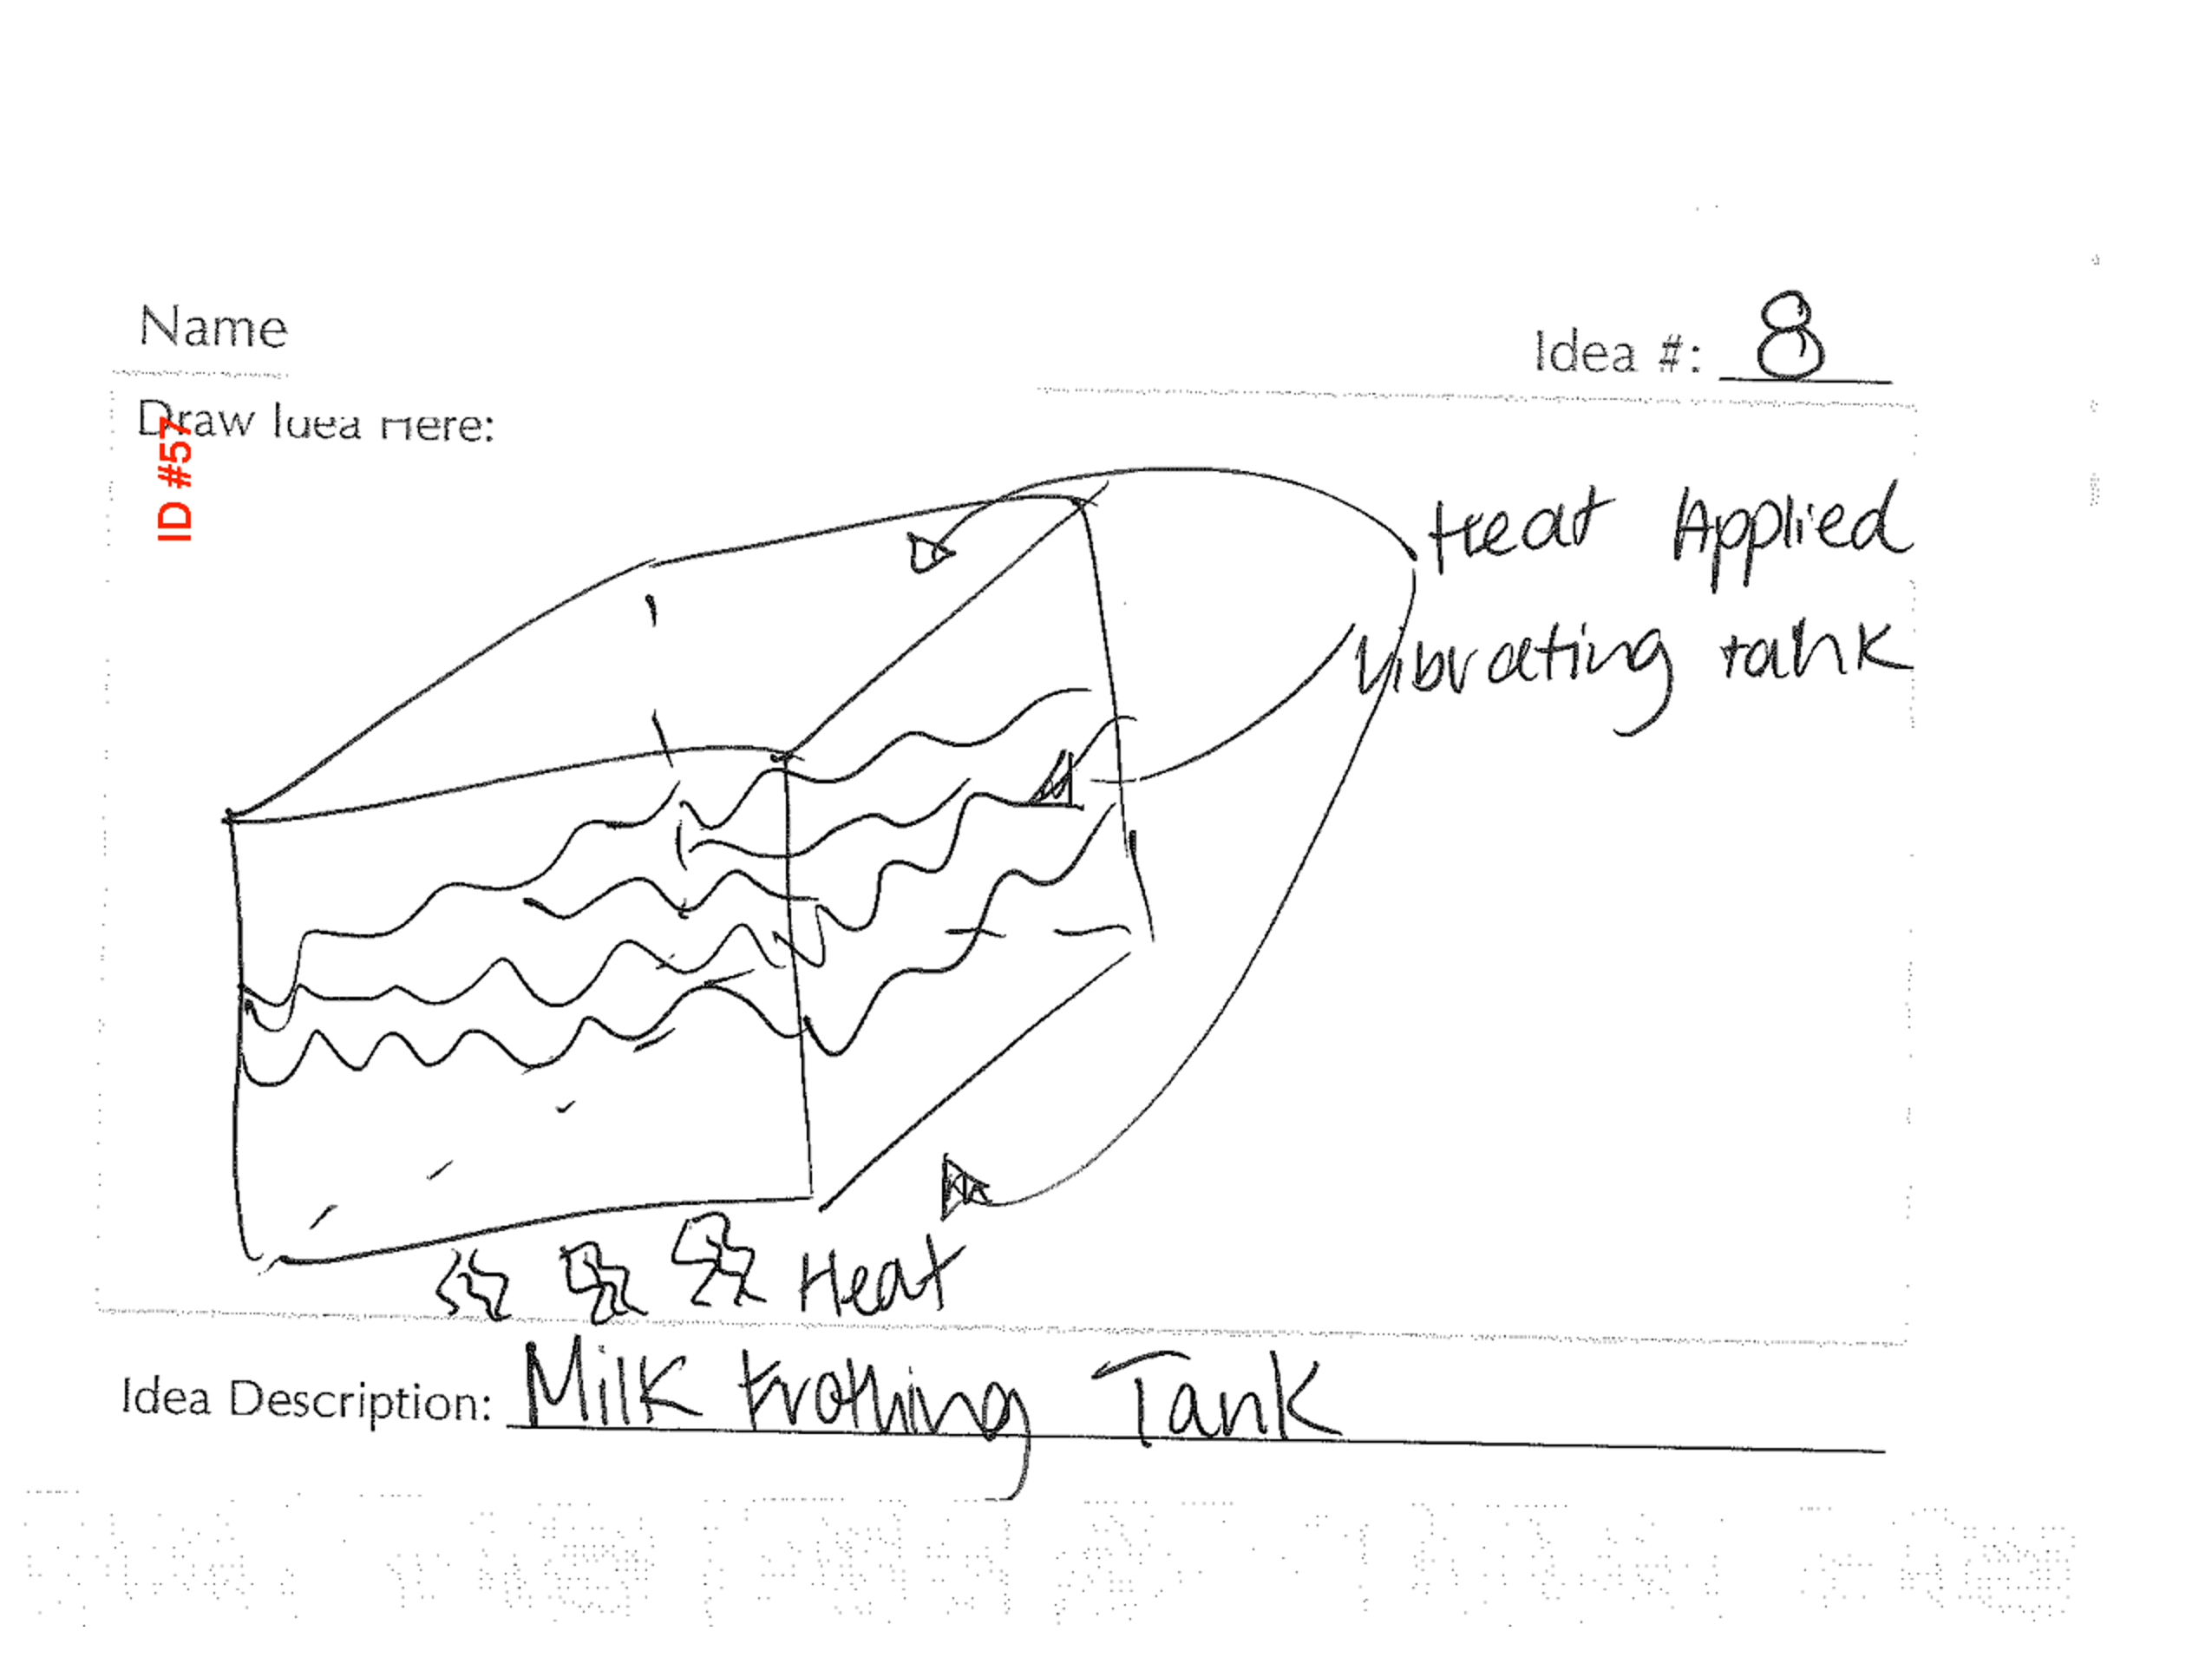 Name
Idea #: 8
Draw Idea Here:
ID #57
Heat Applied
Vibrating tank
Heat
Idea Description: Milk Frothing Tank